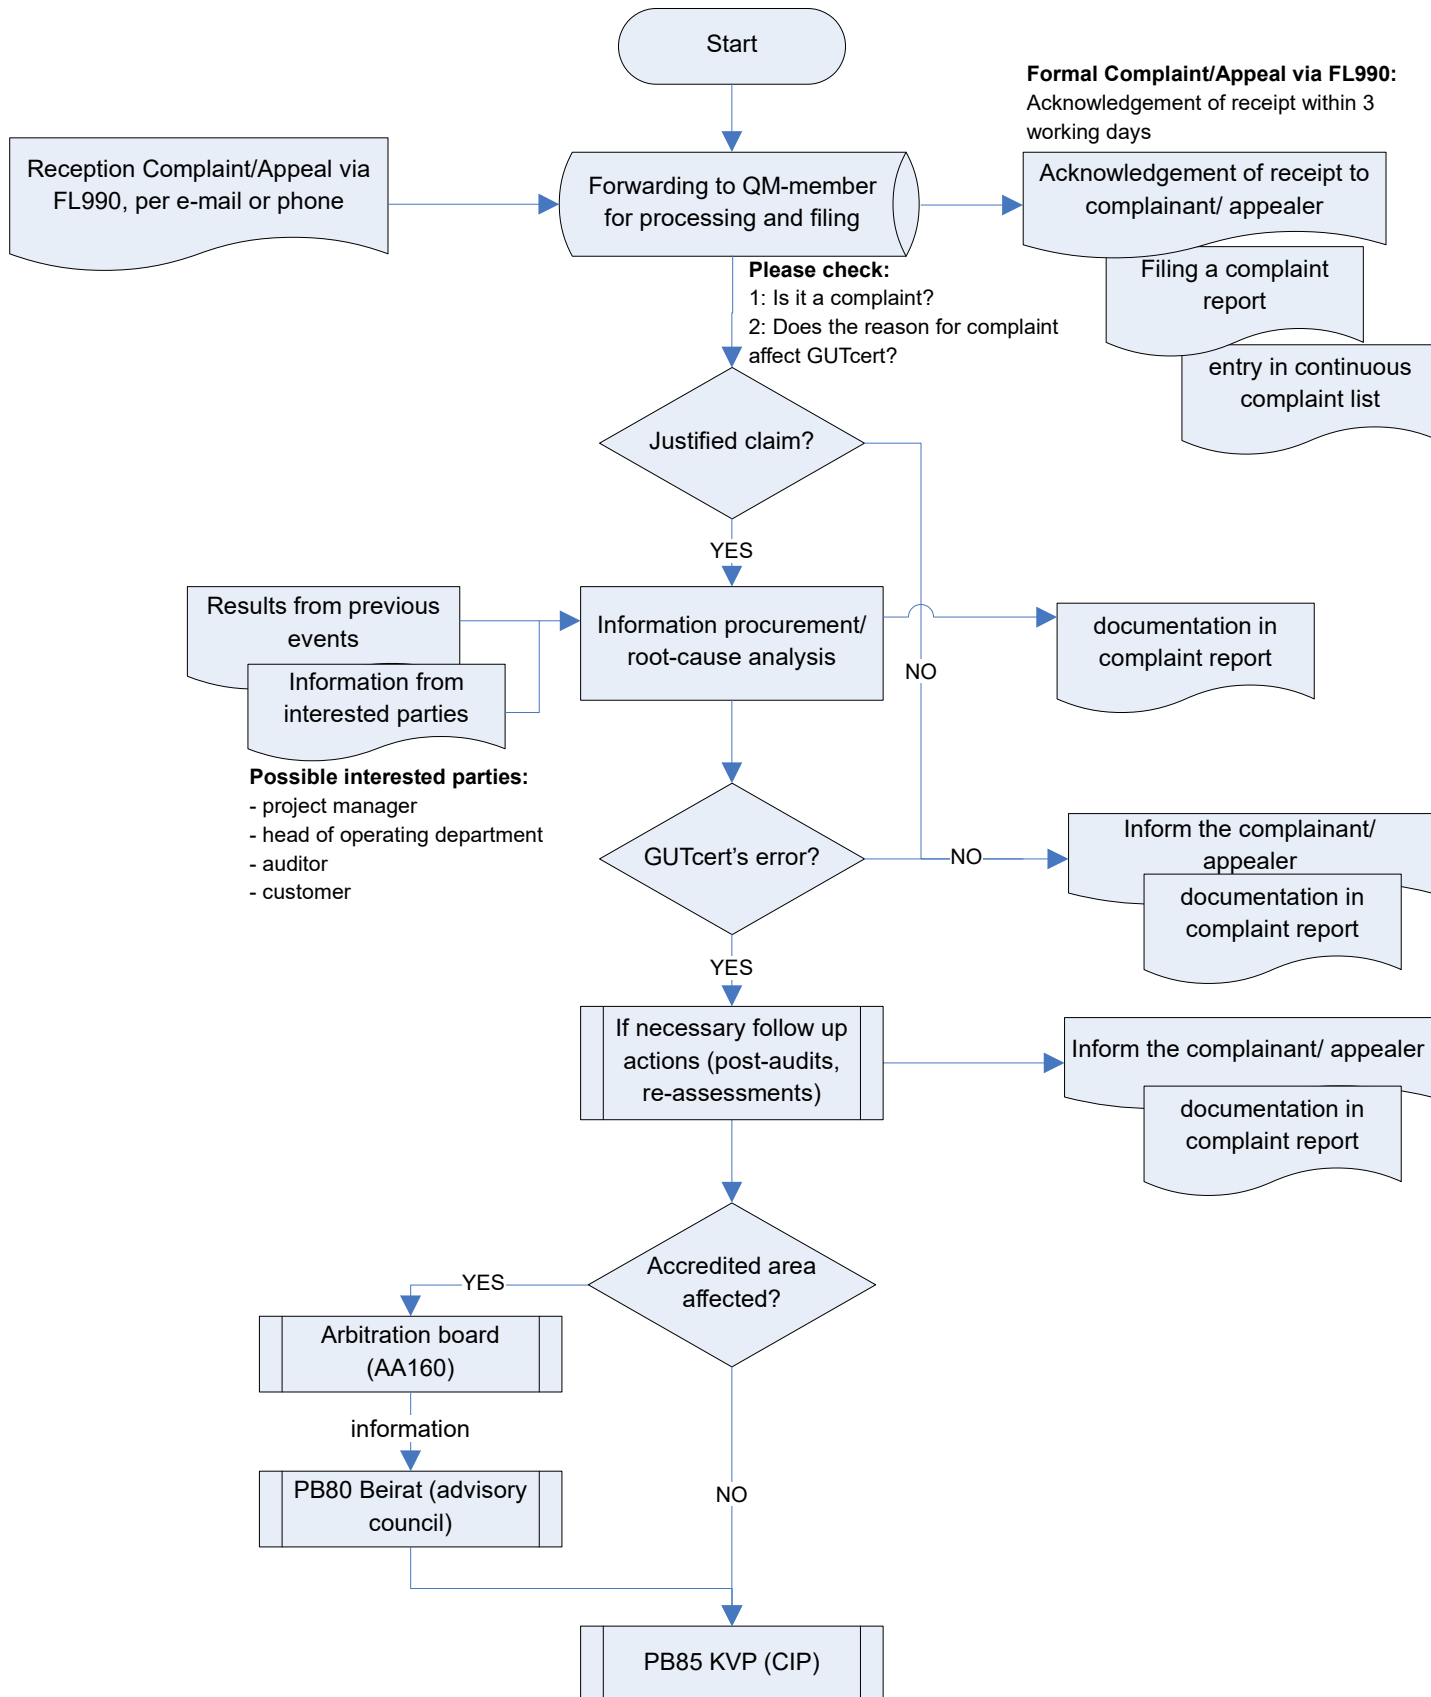 Start
Formal Complaint/Appeal via FL990:
Acknowledgement of receipt within 3
working days
Reception Complaint/Appeal via
FL990, per e-mail or phone
Forwarding to QM-member
for processing and filing
Acknowledgement of receipt to
complainant/ appealer
Filing a complaint
report
entry in continuous
complaint list
Please check:
1: Is it a complaint?
2: Does the reason for complaint
affect GUTcert?
Justified claim?
YES
NO
Results from previous
events
Information from
interested parties
Information procurement/
root-cause analysis
documentation in
complaint report
Possible interested parties:
- project manager
- head of operating department
- auditor
- customer
GUTcert's error?
NO
Inform the complainant/
appealer
documentation in
complaint report
YES
If necessary follow up
actions (post-audits,
re-assessments)
Inform the complainant/ appealer
documentation in
complaint report
Accredited area
affected?
YES
Arbitration board
(AA160)
information
PB80 Beirat (advisory
council)
NO
PB85 KVP (CIP)